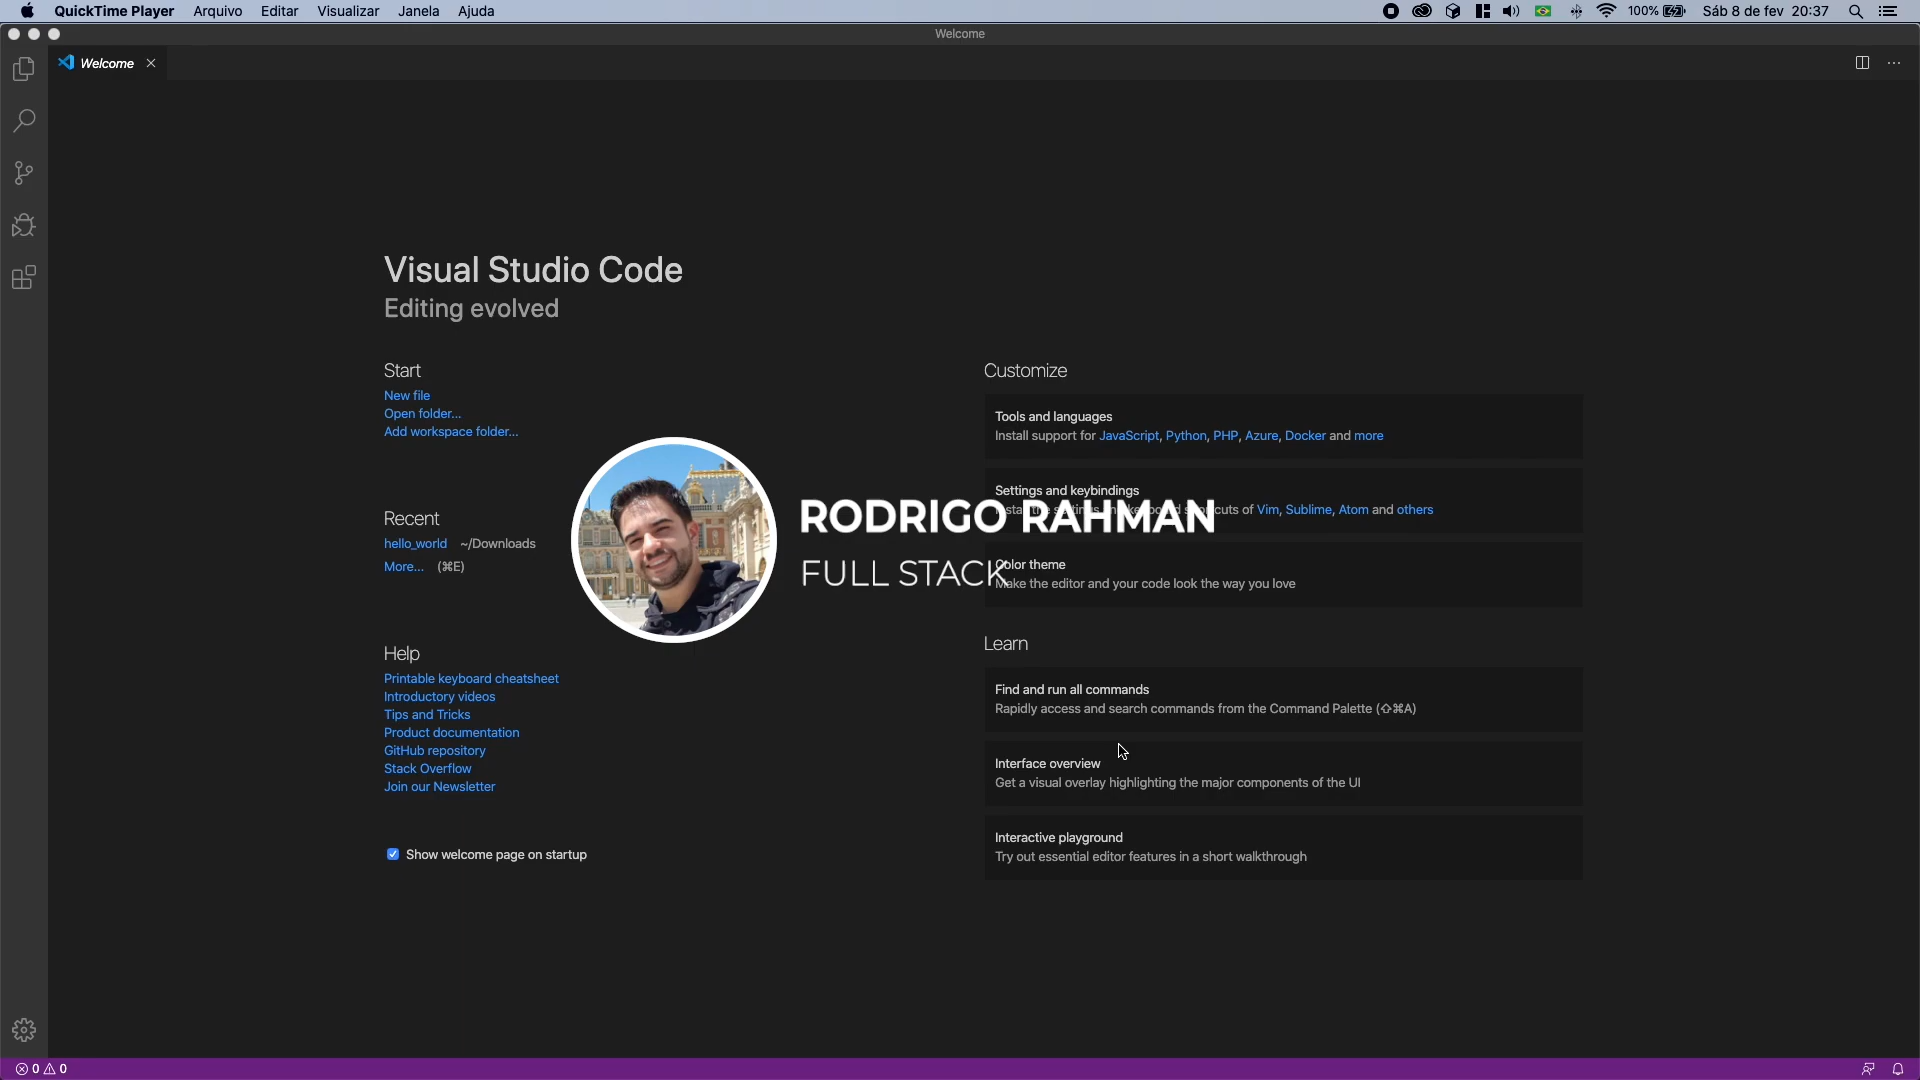 QuickTime Player Arquivo Editar Visualizar Janela Ajuda 100% Sáb 8 de fev 20:37
Welcome
Welcome
Visual Studio Code
Editing evolved
Start
New file
Open folder...
Add workspace folder...
Recent
hello_world ~/Downloads
More... (⌘E)
Help
Printable keyboard cheatsheet
Introductory videos
Tips and Tricks
Product documentation
GitHub repository
Stack Overflow
Join our Newsletter
Show welcome page on startup
RODRIGO RAHMAN
FULL STACK
Customize
Tools and languages
Install support for JavaScript, Python, PHP, Azure, Docker and more
Settings and keybindings
of Vim, Sublime, Atom and others
Color theme
Make the editor and your code look the way you love
Learn
Find and run all commands
Rapidly access and search commands from the Command Palette (⇧⌘A)
Interface overview
Get a visual overlay highlighting the major components of the UI
Interactive playground
Try out essential editor features in a short walkthrough
0 0